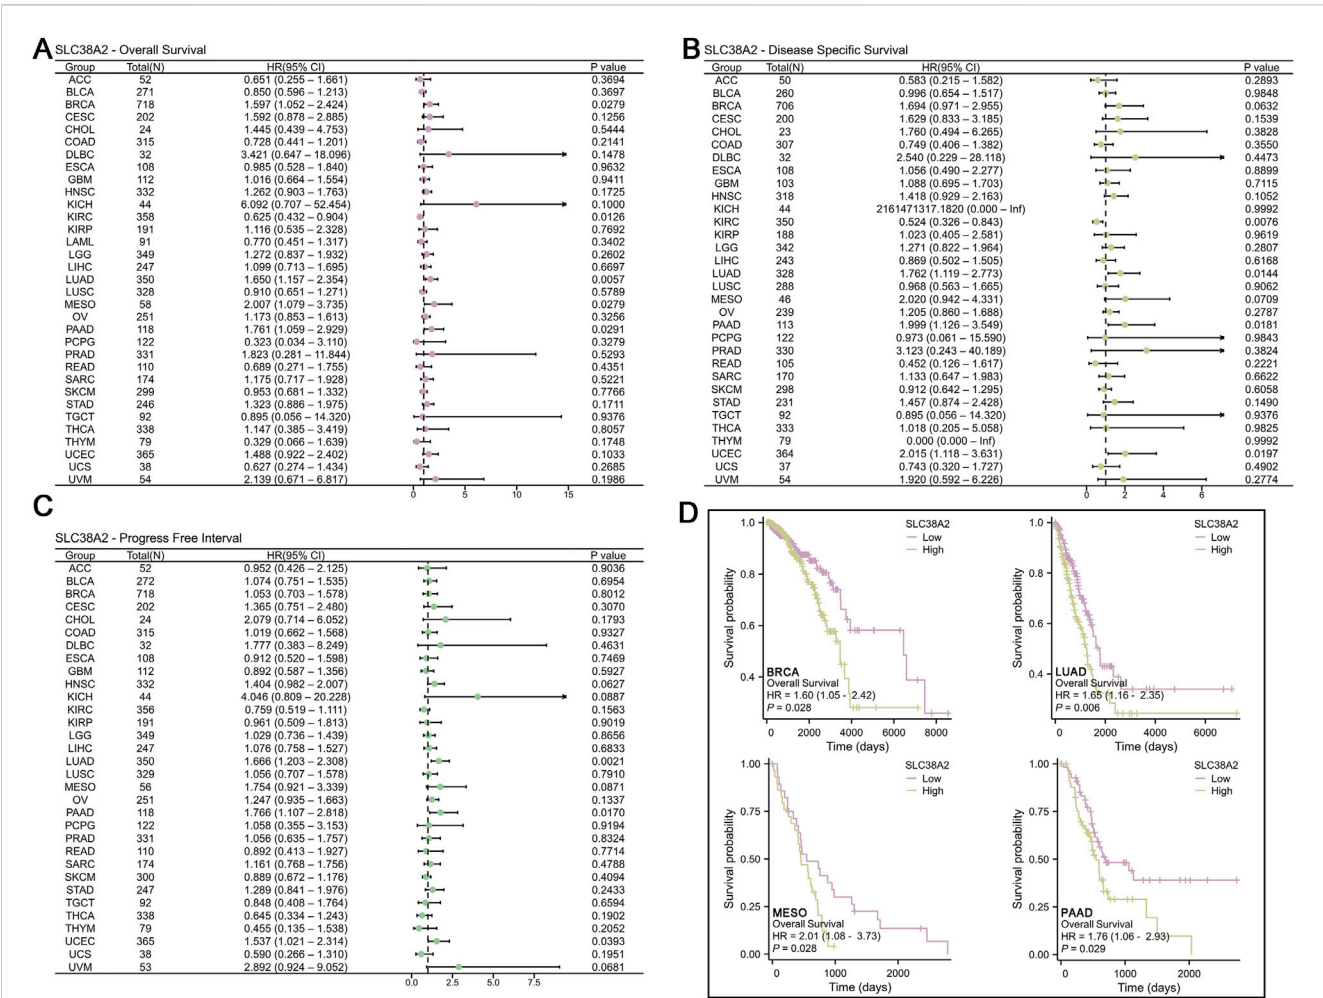 A
SLC38A2 - Overall Survival
Group Total(N) HR(95% CI) P value
ACC 52 0.651 (0.255 – 1.661) 0.3694
BLCA 271 0.850 (0.596 – 1.213) 0.3697
BRCA 718 1.597 (1.052 – 2.424) 0.0279
CESC 202 1.592 (0.878 – 2.885) 0.1256
CHOL 24 1.445 (0.439 – 4.753) 0.5444
COAD 315 0.728 (0.441 – 1.201) 0.2141
DLBC 32 3.421 (0.647 – 18.096) 0.1478
ESCA 108 0.985 (0.528 – 1.840) 0.9632
GBM 112 1.016 (0.664 – 1.554) 0.9411
HNSC 332 1.262 (0.903 – 1.763) 0.1725
KICH 44 6.092 (0.707 – 52.454) 0.1000
KIRC 358 0.625 (0.432 – 0.904) 0.0126
KIRP 191 1.116 (0.535 – 2.328) 0.7692
LAML 91 0.770 (0.451 – 1.317) 0.3402
LGG 349 1.272 (0.837 – 1.932) 0.2602
LIHC 247 1.099 (0.713 – 1.695) 0.6697
LUAD 350 1.650 (1.157 – 2.354) 0.0057
LUSC 328 0.910 (0.651 – 1.271) 0.5789
MESO 58 2.007 (1.079 – 3.735) 0.0279
OV 251 1.173 (0.853 – 1.613) 0.3256
PAAD 118 1.761 (1.059 – 2.929) 0.0291
PCPG 122 0.323 (0.034 – 3.110) 0.3279
PRAD 331 1.823 (0.281 – 11.844) 0.5293
READ 110 0.689 (0.271 – 1.755) 0.4351
SARC 174 1.175 (0.717 – 1.928) 0.5221
SKCM 299 0.953 (0.681 – 1.332) 0.7766
STAD 246 1.323 (0.886 – 1.975) 0.1711
TGCT 92 0.895 (0.056 – 14.320) 0.9376
THCA 338 1.147 (0.385 – 3.419) 0.8057
THYM 79 0.329 (0.066 – 1.639) 0.1748
UCEC 365 1.488 (0.922 – 2.402) 0.1033
UCS 38 0.627 (0.274 – 1.434) 0.2685
UVM 54 2.139 (0.671 – 6.817) 0.1986
0 5 10 15
B
SLC38A2 - Disease Specific Survival
Group Total(N) HR(95% CI) P value
ACC 50 0.583 (0.215 – 1.582) 0.2893
BLCA 260 0.996 (0.654 – 1.517) 0.9848
BRCA 706 1.694 (0.971 – 2.955) 0.0632
CESC 200 1.629 (0.833 – 3.185) 0.1539
CHOL 23 1.760 (0.494 – 6.265) 0.3828
COAD 307 0.749 (0.406 – 1.382) 0.3550
DLBC 32 2.540 (0.229 – 28.118) 0.4473
ESCA 108 1.056 (0.490 – 2.277) 0.8899
GBM 103 1.088 (0.695 – 1.703) 0.7115
HNSC 318 1.418 (0.929 – 2.163) 0.1052
KICH 44 2161471317.1820 (0.000 – Inf) 0.9992
KIRC 350 0.524 (0.326 – 0.843) 0.0076
KIRP 188 1.023 (0.405 – 2.581) 0.9619
LGG 342 1.271 (0.822 – 1.964) 0.2807
LIHC 243 0.869 (0.502 – 1.505) 0.6168
LUAD 328 1.762 (1.119 – 2.773) 0.0144
LUSC 288 0.968 (0.563 – 1.665) 0.9062
MESO 46 2.020 (0.942 – 4.331) 0.0709
OV 239 1.205 (0.860 – 1.688) 0.2787
PAAD 113 1.999 (1.126 – 3.549) 0.0181
PCPG 122 0.973 (0.061 – 15.590) 0.9843
PRAD 330 3.123 (0.243 – 40.189) 0.3824
READ 105 0.452 (0.126 – 1.617) 0.2221
SARC 170 1.133 (0.647 – 1.983) 0.6622
SKCM 298 0.912 (0.642 – 1.295) 0.6058
STAD 231 1.457 (0.874 – 2.428) 0.1490
TGCT 92 0.895 (0.056 – 14.320) 0.9376
THCA 333 1.018 (0.205 – 5.058) 0.9825
THYM 79 0.000 (0.000 – Inf) 0.9992
UCEC 364 2.015 (1.118 – 3.631) 0.0197
UCS 37 0.743 (0.320 – 1.727) 0.4902
UVM 54 1.920 (0.592 – 6.226) 0.2774
0 2 4 6
C
SLC38A2 - Progress Free Interval
Group Total(N) HR(95% CI) P value
ACC 52 0.952 (0.426 – 2.125) 0.9036
BLCA 272 1.074 (0.751 – 1.535) 0.6954
BRCA 718 1.053 (0.703 – 1.578) 0.8012
CESC 202 1.365 (0.751 – 2.480) 0.3070
CHOL 24 2.079 (0.714 – 6.052) 0.1793
COAD 315 1.019 (0.662 – 1.568) 0.9327
DLBC 32 1.777 (0.383 – 8.249) 0.4631
ESCA 108 0.912 (0.520 – 1.598) 0.7469
GBM 112 0.892 (0.587 – 1.356) 0.5927
HNSC 332 1.404 (0.982 – 2.007) 0.0627
KICH 44 4.046 (0.809 – 20.228) 0.0887
KIRC 356 0.759 (0.519 – 1.111) 0.1563
KIRP 191 0.961 (0.509 – 1.813) 0.9019
LGG 349 1.029 (0.736 – 1.439) 0.8656
LIHC 247 1.076 (0.758 – 1.527) 0.6833
LUAD 350 1.666 (1.203 – 2.308) 0.0021
LUSC 329 1.056 (0.707 – 1.578) 0.7910
MESO 56 1.754 (0.921 – 3.339) 0.0871
OV 251 1.247 (0.935 – 1.663) 0.1337
PAAD 118 1.766 (1.107 – 2.818) 0.0170
PCPG 122 1.058 (0.355 – 3.153) 0.9194
PRAD 331 1.056 (0.635 – 1.757) 0.8324
READ 110 0.892 (0.413 – 1.927) 0.7714
SARC 174 1.161 (0.768 – 1.756) 0.4788
SKCM 300 0.889 (0.672 – 1.176) 0.4094
STAD 247 1.289 (0.841 – 1.976) 0.2433
TGCT 92 0.848 (0.408 – 1.764) 0.6594
THCA 338 0.645 (0.334 – 1.243) 0.1902
THYM 79 0.455 (0.135 – 1.538) 0.2052
UCEC 365 1.537 (1.021 – 2.314) 0.0393
UCS 38 0.590 (0.266 – 1.310) 0.1951
UVM 53 2.892 (0.924 – 9.052) 0.0681
0.0 2.5 5.0 7.5
D
SLC38A2
Low
High
1.0
0.8
0.6
0.4
Survival probability
BRCA
Overall Survival
HR = 1.60 (1.05 - 2.42)
P = 0.028
0 2000 4000 6000 8000
Time (days)
SLC38A2
Low
High
1.0
0.8
0.6
0.4
Survival probability
LUAD
Overall Survival
HR = 1.65 (1.16 - 2.35)
P = 0.006
0 2000 4000 6000
Time (days)
SLC38A2
Low
High
1.00
0.75
0.50
0.25
0.00
Survival probability
MESO
Overall Survival
HR = 2.01 (1.08 - 3.73)
P = 0.028
0 1000 2000
Time (days)
SLC38A2
Low
High
1.00
0.75
0.50
0.25
0.00
Survival probability
PAAD
Overall Survival
HR = 1.76 (1.06 - 2.93)
P = 0.029
0 1000 2000
Time (days)